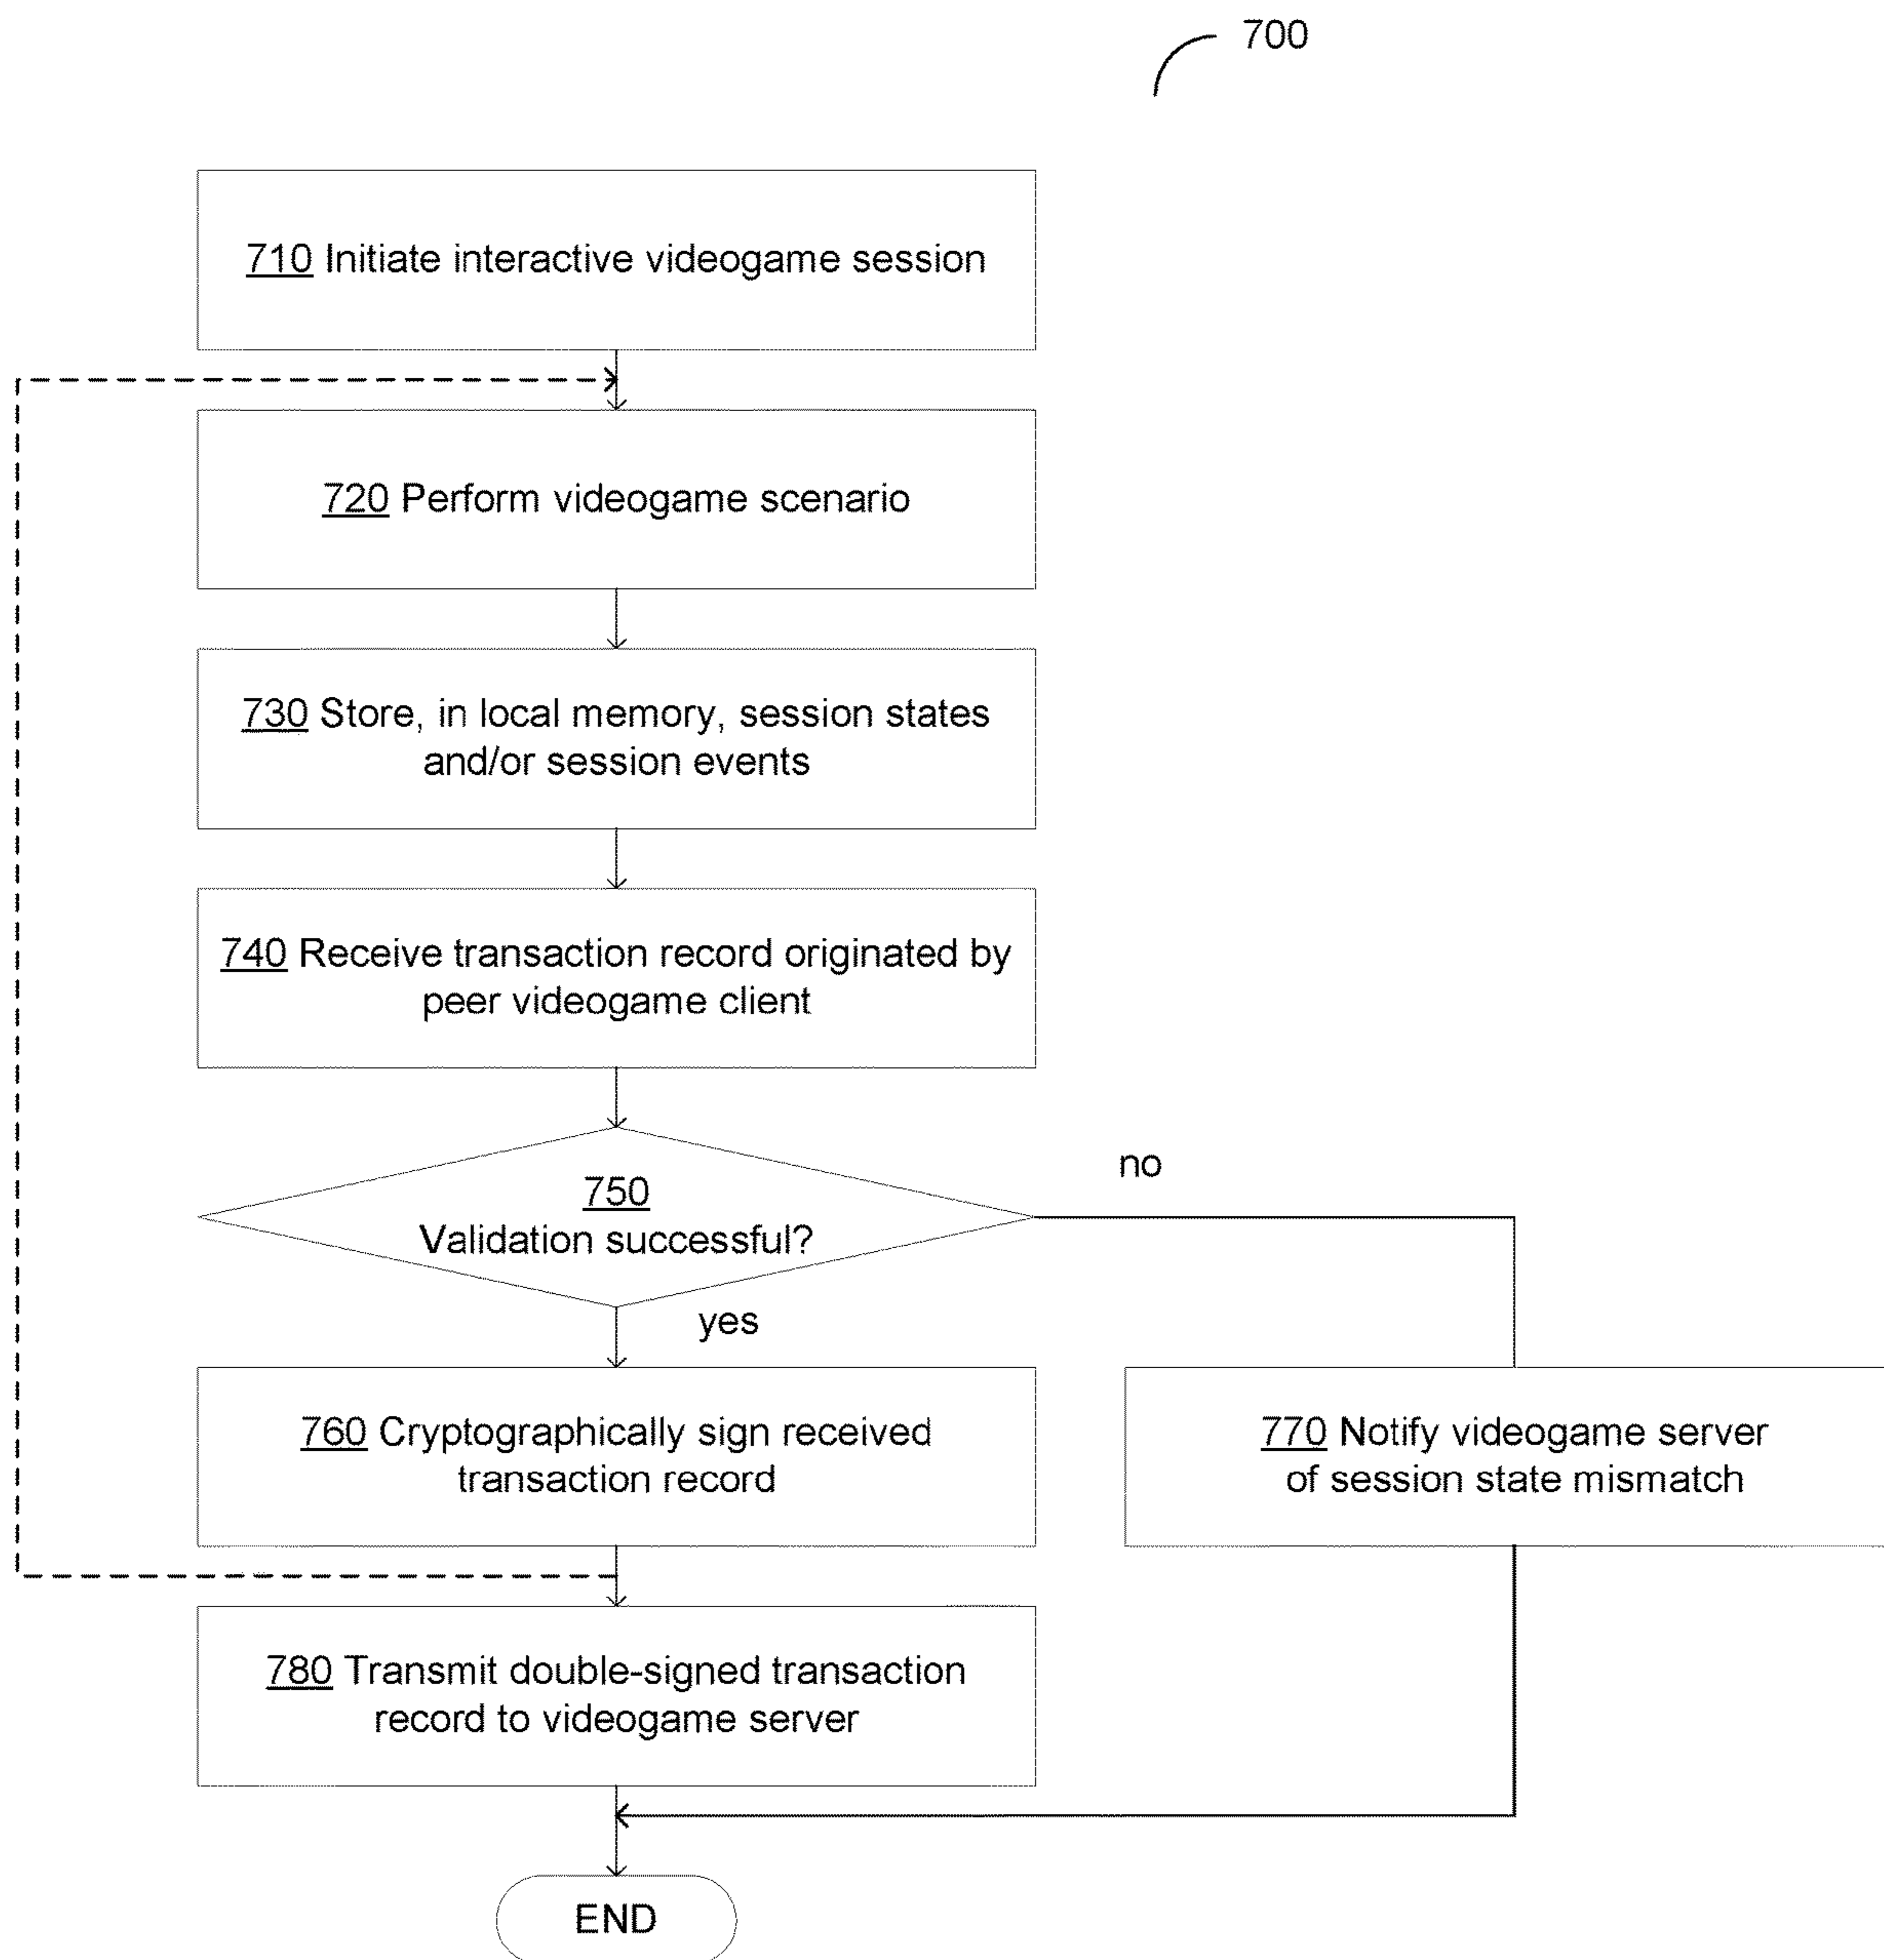 700
710 Initiate interactive videogame session
720 Perform videogame scenario
730 Store, in local memory, session states
and/or session events
740 Receive transaction record originated by
peer videogame client
750
Validation successful?
no
yes
760 Cryptographically sign received
transaction record
770 Notify videogame server
of session state mismatch
780 Transmit double-signed transaction
record to videogame server
END